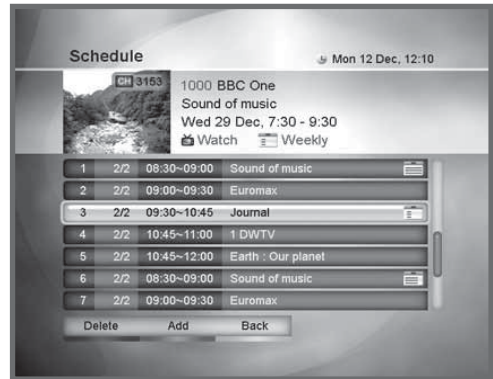 Schedule
Mon 12 Dec, 12:10
CH 3153
1000 BBC One
Sound of music
Wed 29 Dec, 7:30 - 9:30
Watch Weekly
1 2/2 08:30~09:00 Sound of music
2 2/2 09:00~09:30 Euromax
3 2/2 09:30~10:45 Journal
4 2/2 10:45~11:00 1 DWTV
5 2/2 10:45~12:00 Earth : Our planet
6 2/2 08:30~09:00 Sound of music
7 2/2 09:00~09:30 Euromax
Delete Add Back